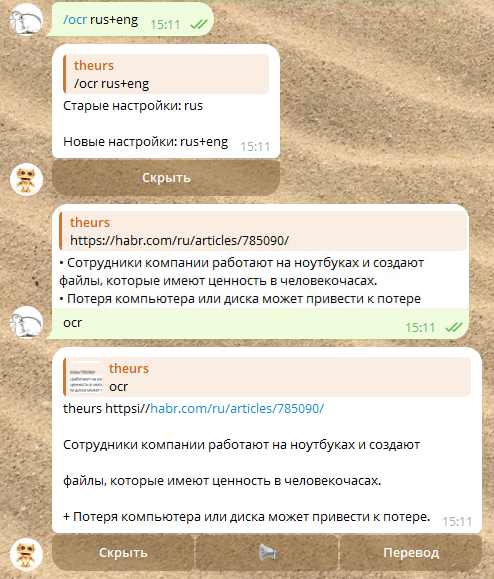 /ocr rus+eng 15:11
theurs
/ocr rus+eng
Старые настройки: rus
Новые настройки: rus+eng 15:11
Скрыть
theurs
https://habr.com/ru/articles/785090/
• Сотрудники компании работают на ноутбуках и создают
файлы, которые имеют ценность в человекочасах.
• Потеря компьютера или диска может привести к потере
ocr
15:11
theurs
ocr
theurs httpsi//habr.com/ru/articles/785090/
Сотрудники компании работают на ноутбуках и создают
файлы, которые имеют ценность в человекочасах.
+ Потеря компьютера или диска может привести к потере. 15:11
Скрыть Перевод